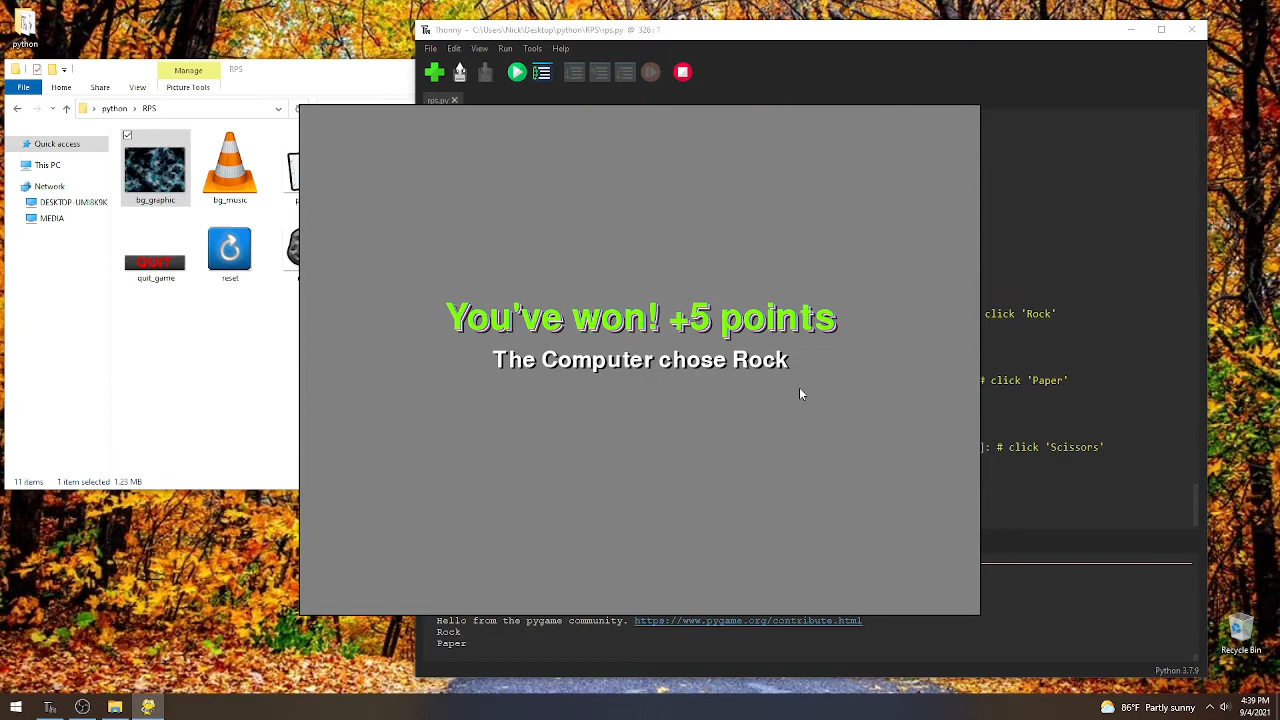 python
Manage
RPS
File
Home
Share
View
Picture Tools
python
RPS
Quick access
This PC
Network
DESKTOP-UMI8K9K
MEDIA
bg_graphic
bg_music
quit_game
QUIT
reset
11 items
1 item selected
1.23 MB
Thonny - C:\Users\Nick\Desktop\python\RPS\rps.py @ 326:1
File
Edit
View
Run
Tools
Help
rps.py
click 'Rock'
# click 'Paper'
]: # click 'Scissors'
You've won! +5 points
The Computer chose Rock
Hello from the pygame community. https://www.pygame.org/contribute.html
Rock
Paper
Python 3.7.9
Recycle Bin
86°F Partly sunny
4:39 PM
9/4/2021